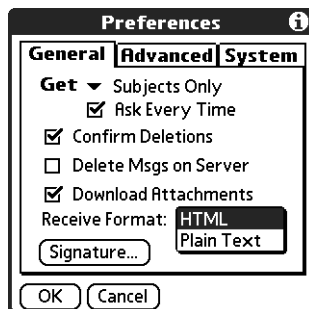 Preferences
General Advanced System
Get Subjects Only
Ask Every Time
Confirm Deletions
Delete Msgs on Server
Download Attachments
Receive Format: HTML
Plain Text
Signature...
OK Cancel